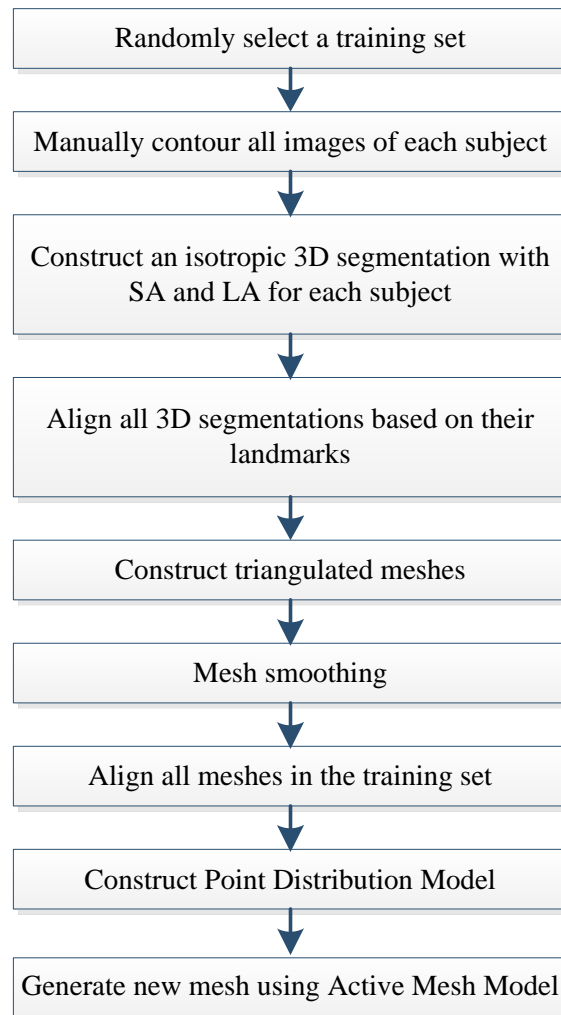 Randomly select a training set
Manually contour all images of each subject
Construct an isotropic 3D segmentation with
SA and LA for each subject
Align all 3D segmentations based on their
landmarks
Construct triangulated meshes
Mesh smoothing
Align all meshes in the training set
Construct Point Distribution Model
Generate new mesh using Active Mesh Model